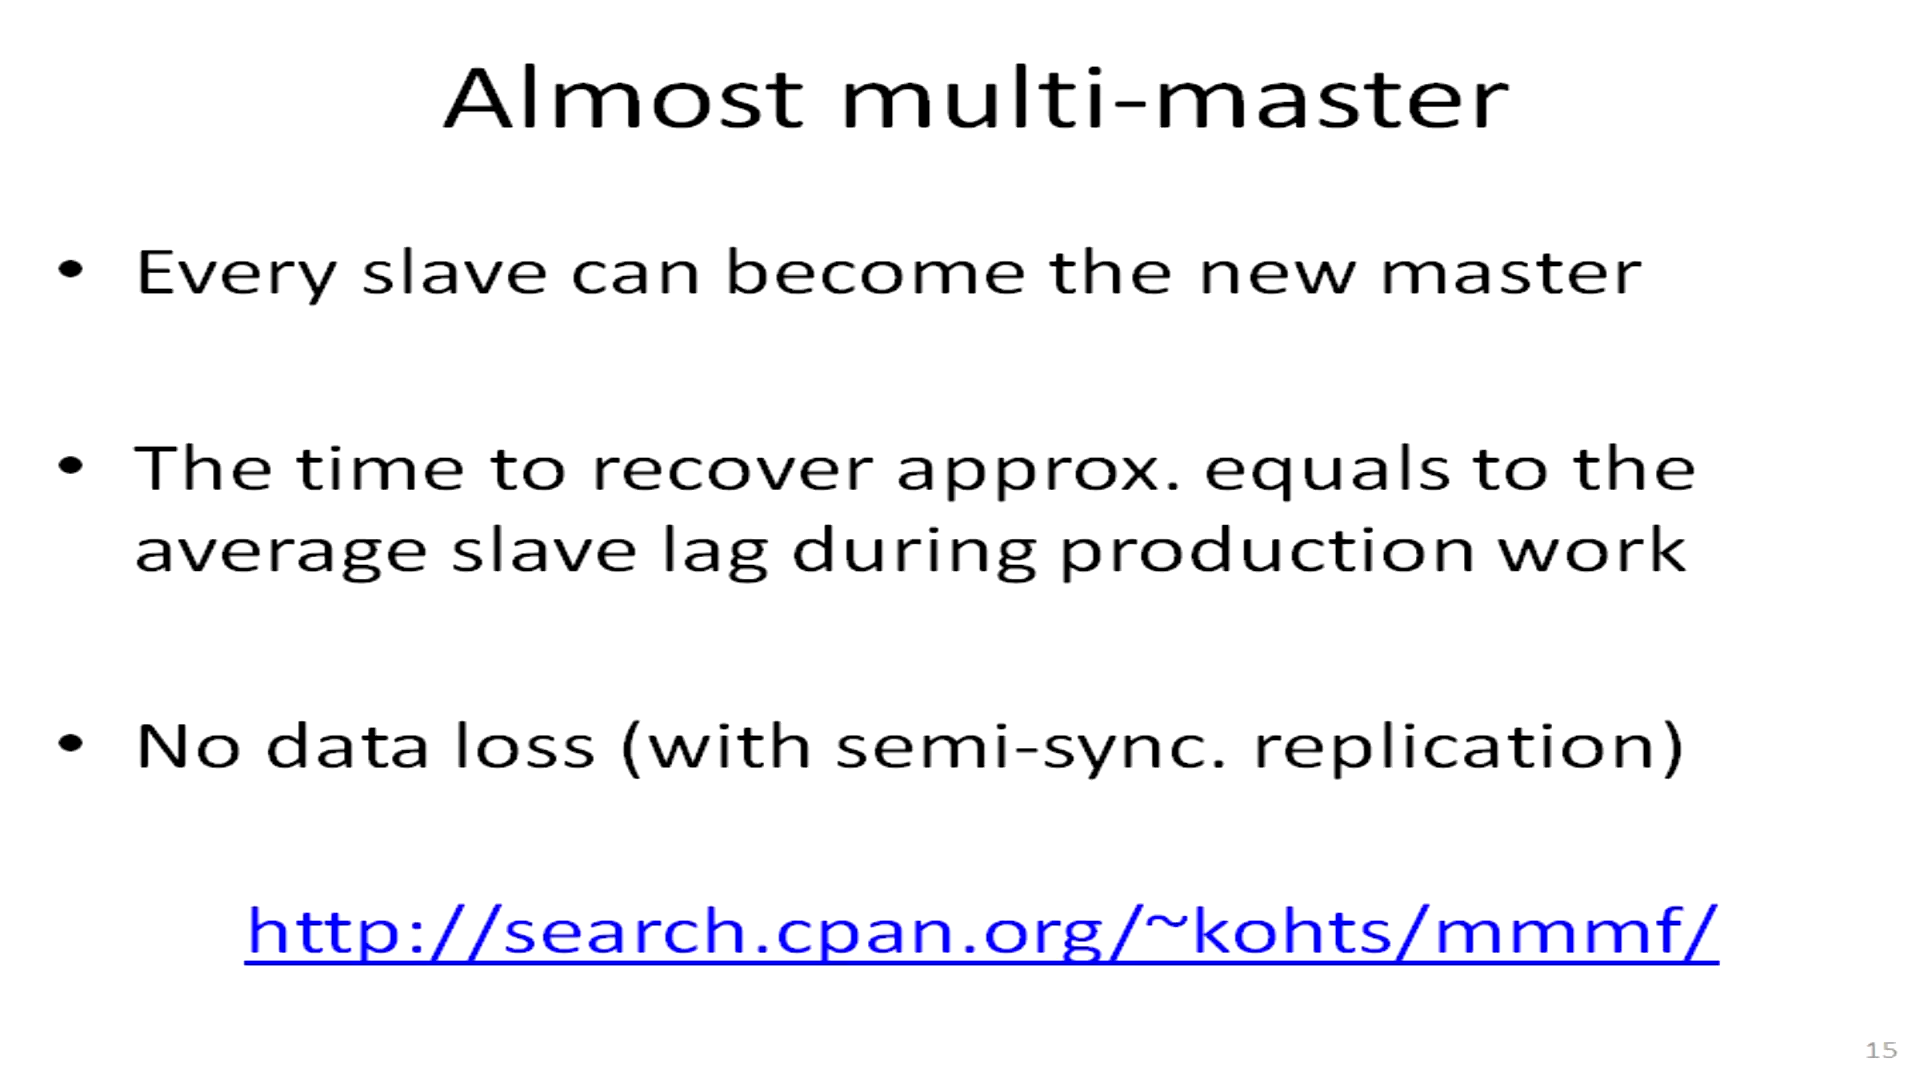 Almost multi-master
• Every slave can become the new master
• The time to recover approx. equals to the
average slave lag during production work
• No data loss (with semi-sync. replication)
http://search.cpan.org/~kohts/mmmf/
15